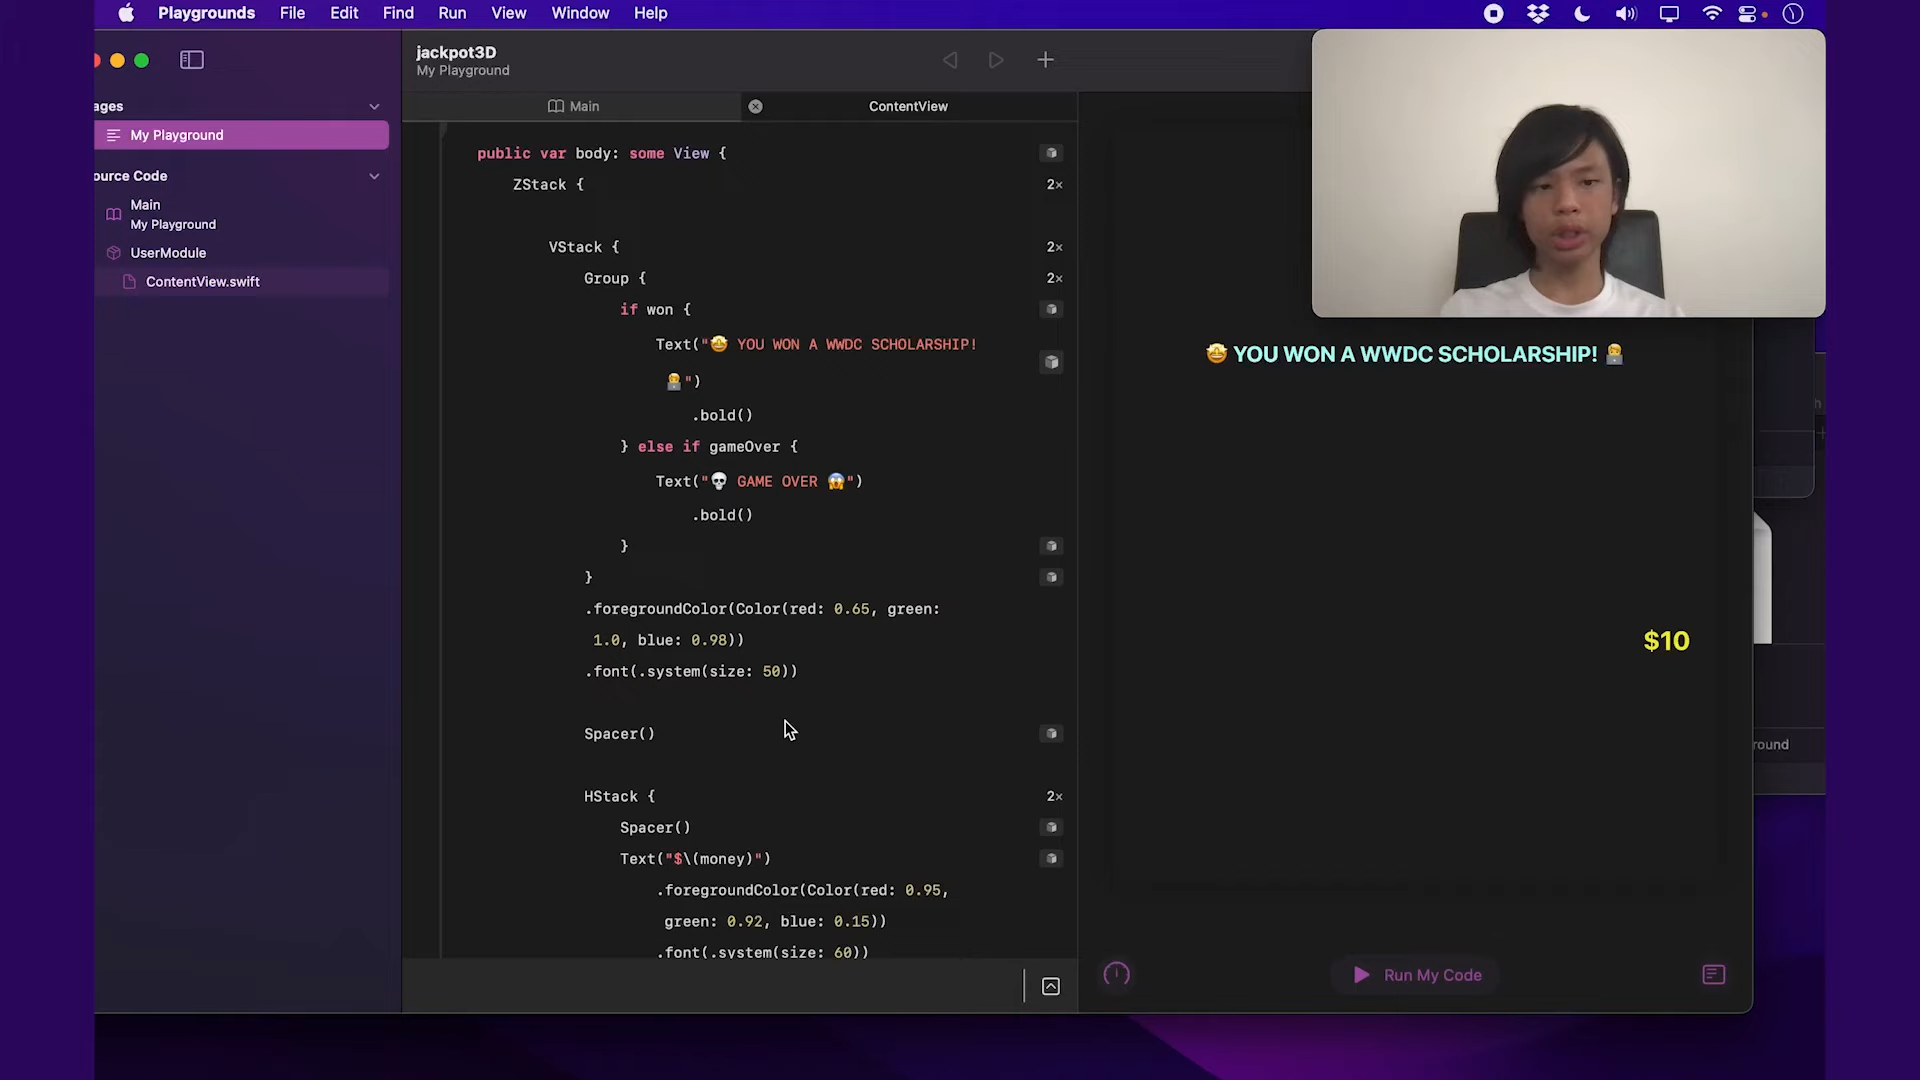 Playgrounds File Edit Find Run View Window Help
jackpot3D
My Playground
ages
My Playground
ource Code
Main
My Playground
UserModule
ContentView.swift
Main
ContentView
public var body: some View {
ZStack { 2×
VStack { 2×
Group { 2×
if won {
Text("🤩 YOU WON A WWDC SCHOLARSHIP!
🧑‍💻")
.bold()
} else if gameOver {
Text("💀 GAME OVER 😱")
.bold()
}
}
.foregroundColor(Color(red: 0.65, green:
1.0, blue: 0.98))
.font(.system(size: 50))
Spacer()
HStack { 2×
Spacer()
Text("$\(money)")
.foregroundColor(Color(red: 0.95,
green: 0.92, blue: 0.15))
.font(.system(size: 60))
🤩 YOU WON A WWDC SCHOLARSHIP! 🧑‍💻
$10
Run My Code
round